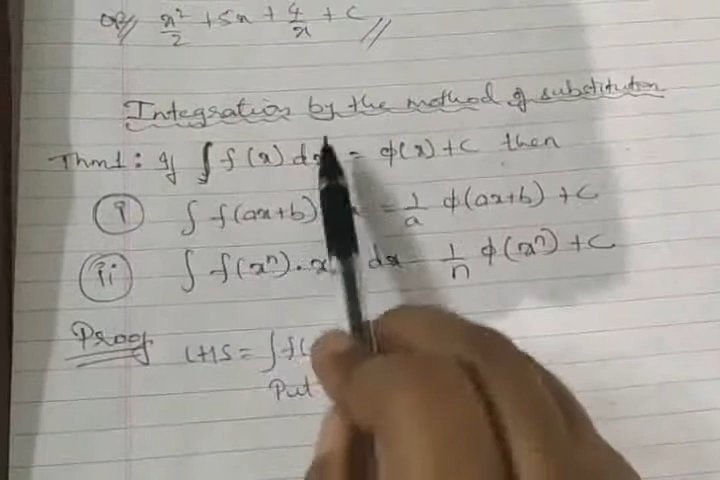 x²/2 + 5x + 4/x + c //
Integration by the method of substitution
Thm1 : If ∫ f(x) dx = φ(x) + c then
i ∫ f(ax+b) = 1/a φ(ax+b) + c
ii ∫ f(xⁿ) . x dx 1/n φ(xⁿ) + c
Proof LHS = ∫ f(
Put